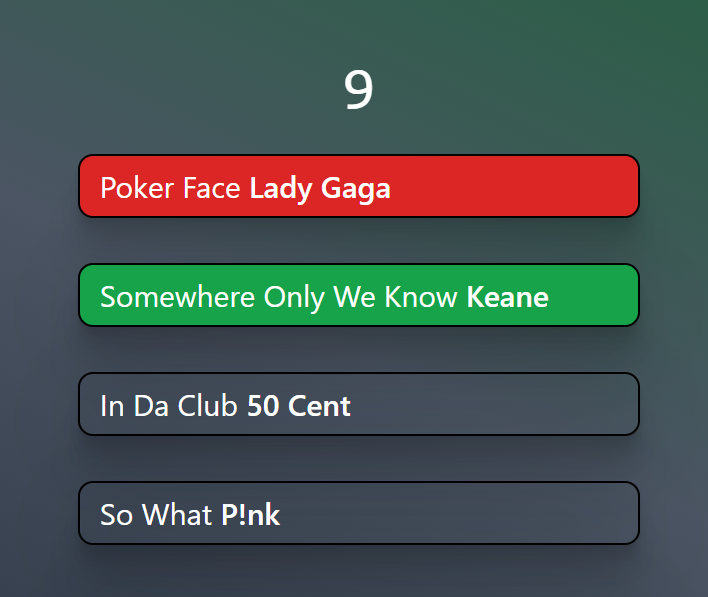 9
Poker Face Lady Gaga
Somewhere Only We Know Keane
In Da Club 50 Cent
So What P!nk